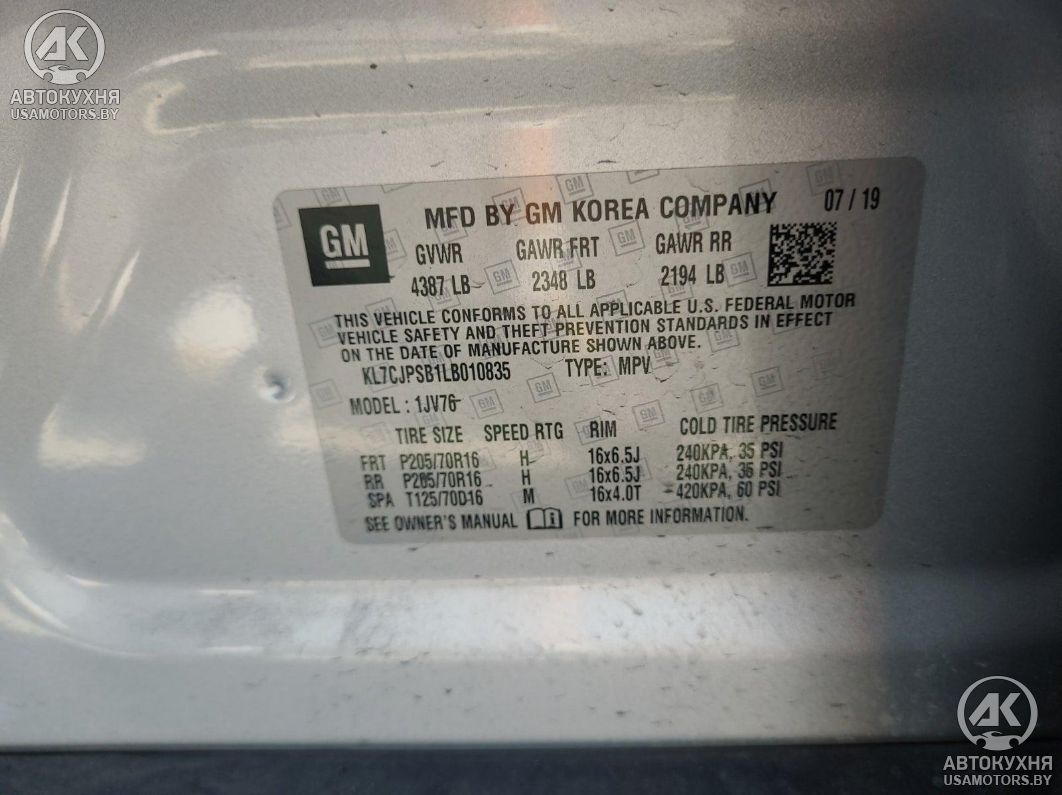 AK
АВТОКУХНЯ
USAMOTORS.BY
GM
MFD BY GM KOREA COMPANY 07 / 19
GVWR GAWR FRT GAWR RR
4387 LB 2348 LB 2194 LB
THIS VEHICLE CONFORMS TO ALL APPLICABLE U.S. FEDERAL MOTOR
VEHICLE SAFETY AND THEFT PREVENTION STANDARDS IN EFFECT
ON THE DATE OF MANUFACTURE SHOWN ABOVE.
KL7CJPSB1LB010835 TYPE: MPV
MODEL : 1JV76
TIRE SIZE SPEED RTG RIM COLD TIRE PRESSURE
FRT P205/70R16 H 16x6.5J 240KPA, 35 PSI
RR P205/70R16 H 16x6.5J 240KPA, 35 PSI
SPA T125/70D16 M 16x4.0T 420KPA, 60 PSI
SEE OWNER'S MANUAL FOR MORE INFORMATION.
AK
АВТОКУХНЯ
USAMOTORS.BY